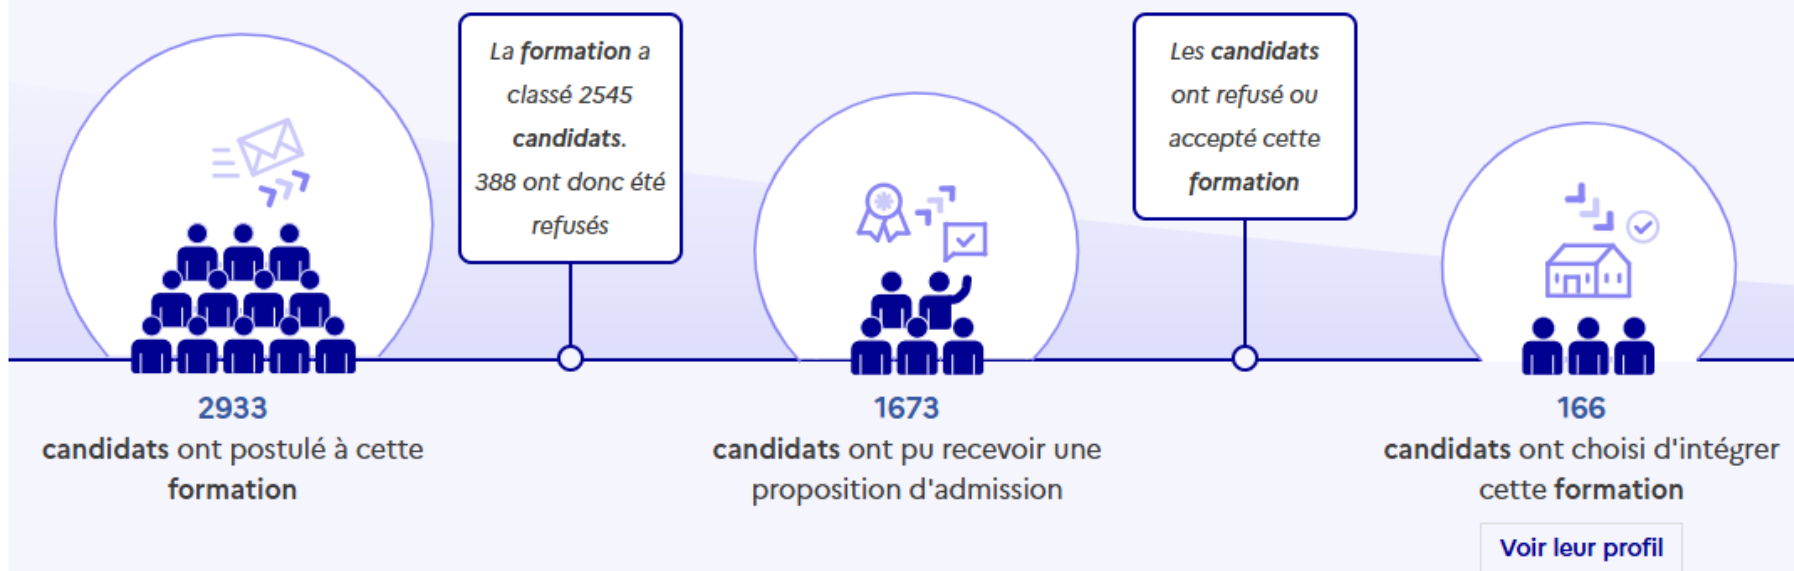 La formation a
classé 2545
candidats.
388 ont donc été
refusés
Les candidats
ont refusé ou
accepté cette
formation
2933
candidats ont postulé à cette
formation
1673
candidats ont pu recevoir une
proposition d'admission
166
candidats ont choisi d'intégrer
cette formation
Voir leur profil